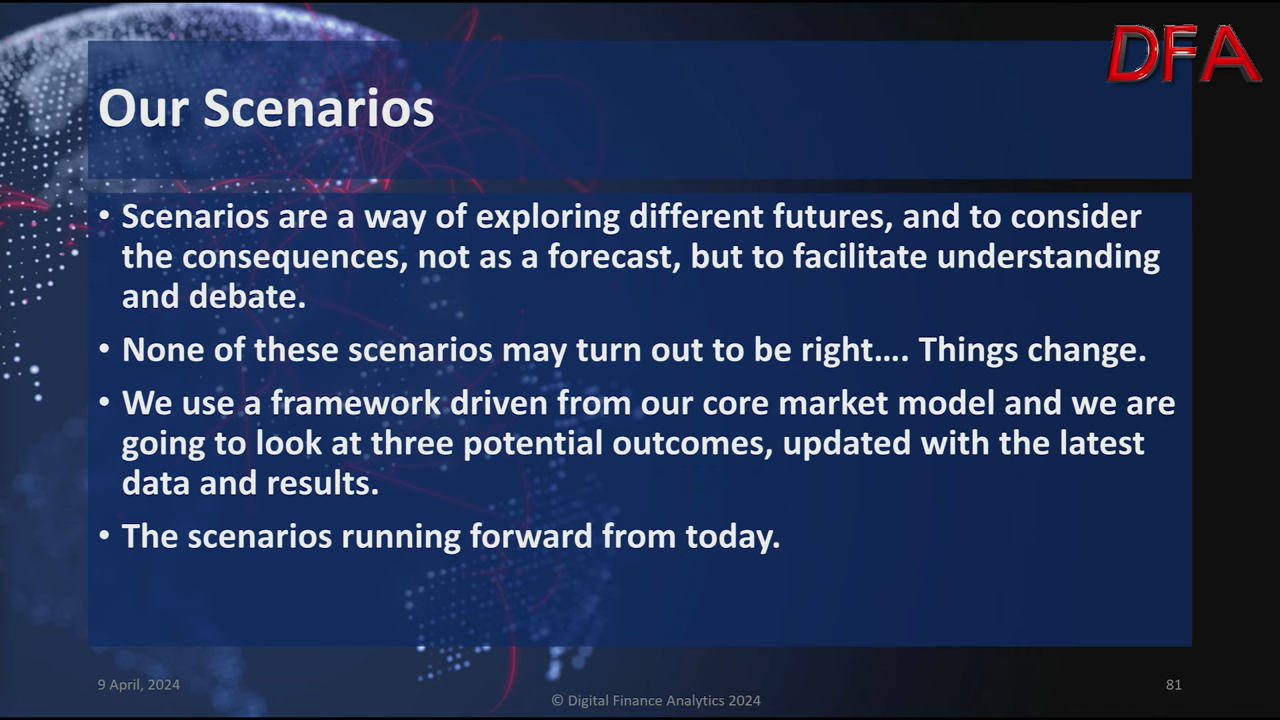 DFA
Our Scenarios
• Scenarios are a way of exploring different futures, and to consider
the consequences, not as a forecast, but to facilitate understanding
and debate.
• None of these scenarios may turn out to be right…. Things change.
• We use a framework driven from our core market model and we are
going to look at three potential outcomes, updated with the latest
data and results.
• The scenarios running forward from today.
9 April, 2024
© Digital Finance Analytics 2024
81